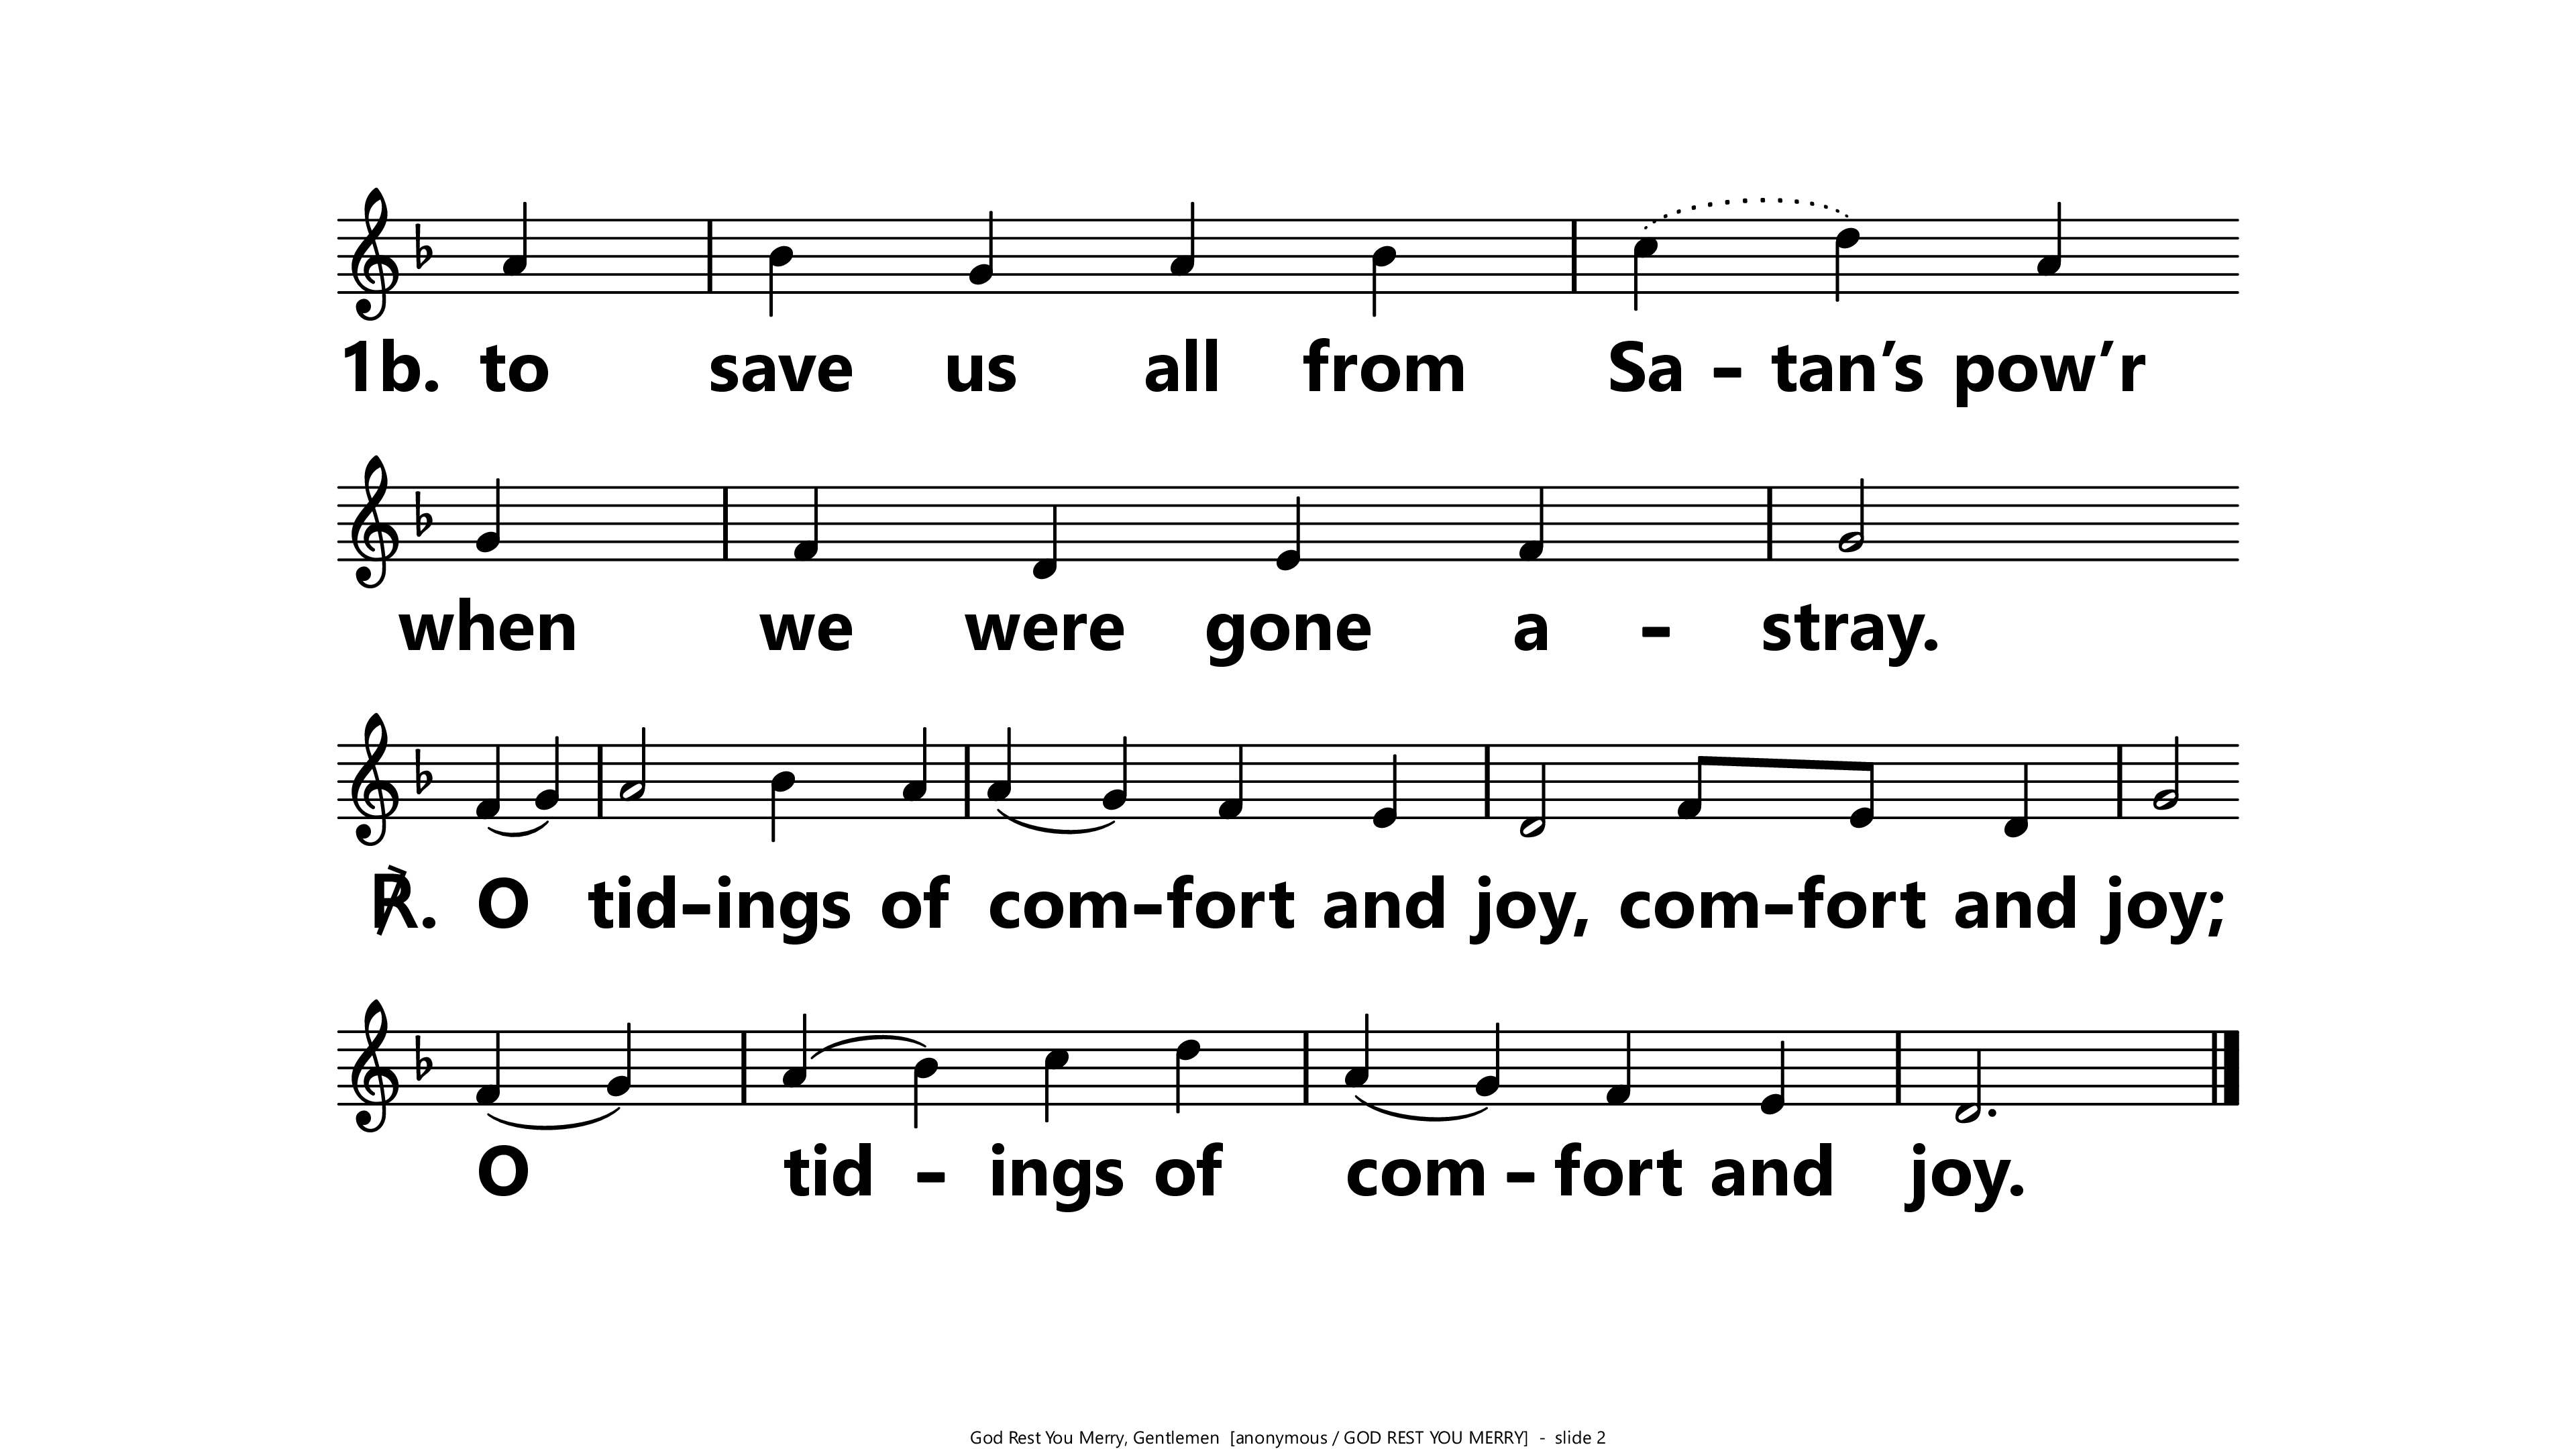 1b. to save us all from Sa - tan’s pow’r
when we were gone a - stray.
℟. O tid-ings of com-fort and joy, com-fort and joy;
O tid - ings of com - fort and joy.
God Rest You Merry, Gentlemen [anonymous / GOD REST YOU MERRY] - slide 2